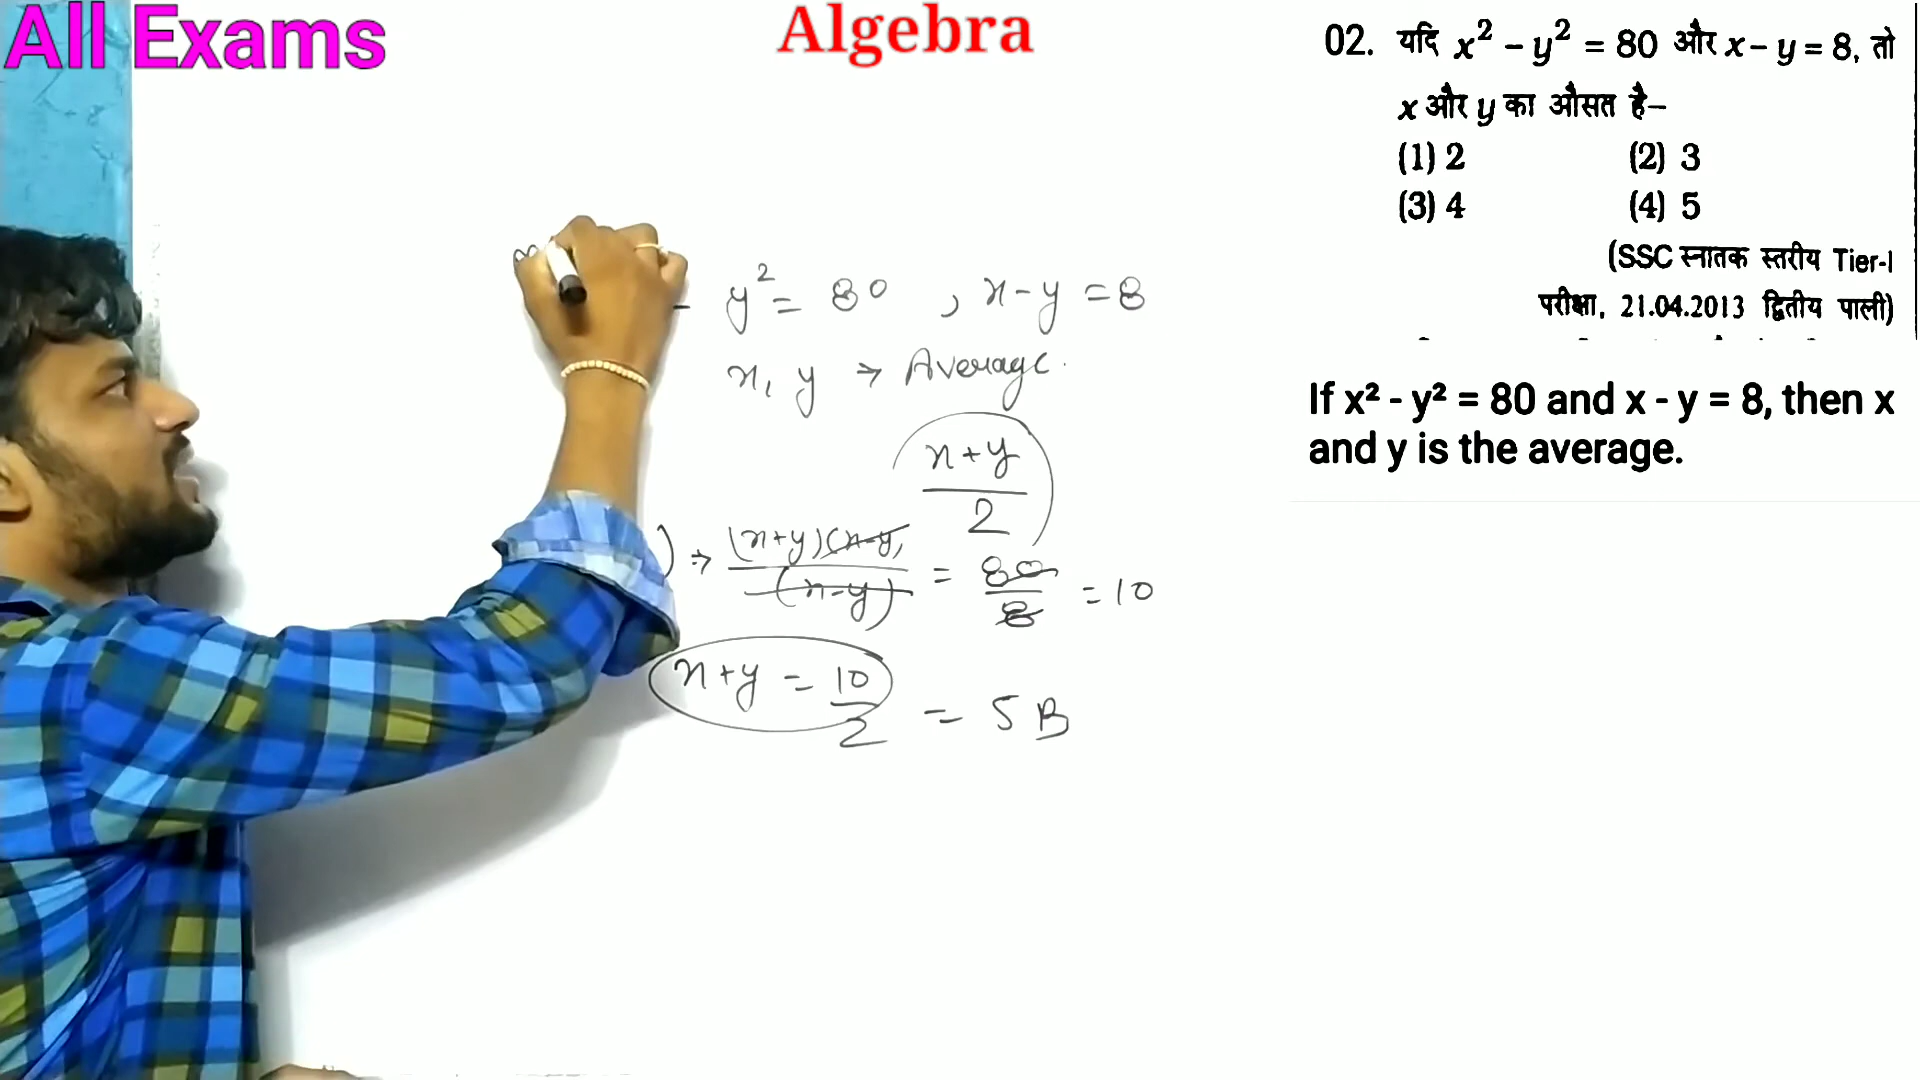 All Exams
Algebra
02. यदि x² – y² = 80 और x – y = 8, तो
x और y का औसत है–
(1) 2 (2) 3
(3) 4 (4) 5
(SSC स्नातक स्तरीय Tier-I
परीक्षा, 21.04.2013 द्वितीय पाली)
If x² - y² = 80 and x - y = 8, then x
and y is the average.
- y² = 80 , x - y = 8
x, y → Average.
x + y
2
) → (x+y)(x-y) = 80 = 10
(x-y) 8
x+y = 10 = 5 B
2